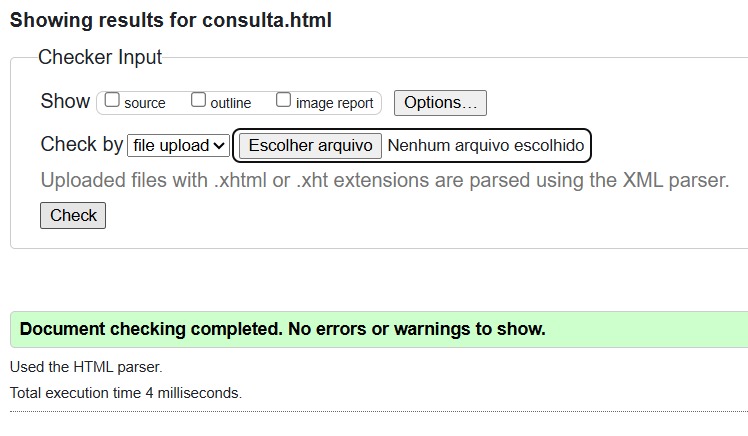 Showing results for consulta.html
Checker Input
Show source outline image report Options...
Check by file upload Escolher arquivo Nenhum arquivo escolhido
Uploaded files with .xhtml or .xht extensions are parsed using the XML parser.
Check
Document checking completed. No errors or warnings to show.
Used the HTML parser.
Total execution time 4 milliseconds.